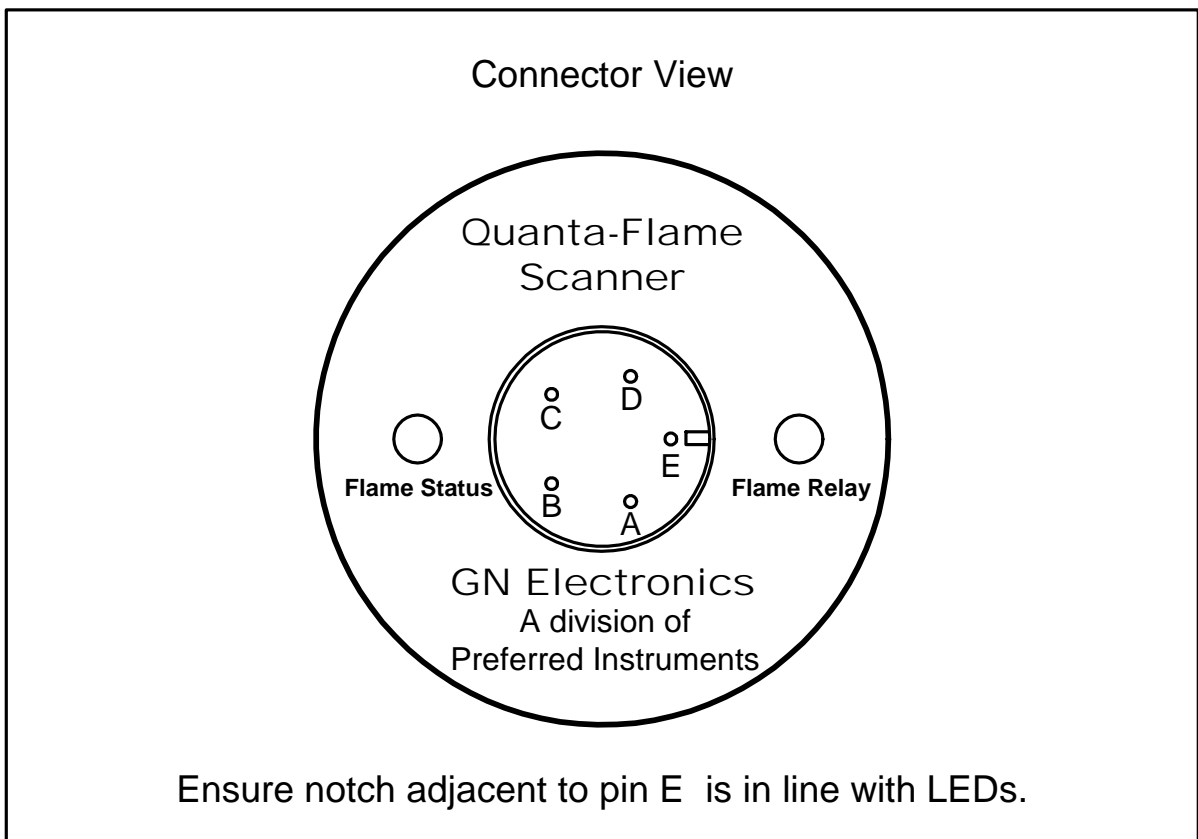 Connector View
Quanta-Flame
Scanner
C
D
E
B
A
Flame Status
Flame Relay
GN Electronics
A division of
Preferred Instruments
Ensure notch adjacent to pin E is in line with LEDs.